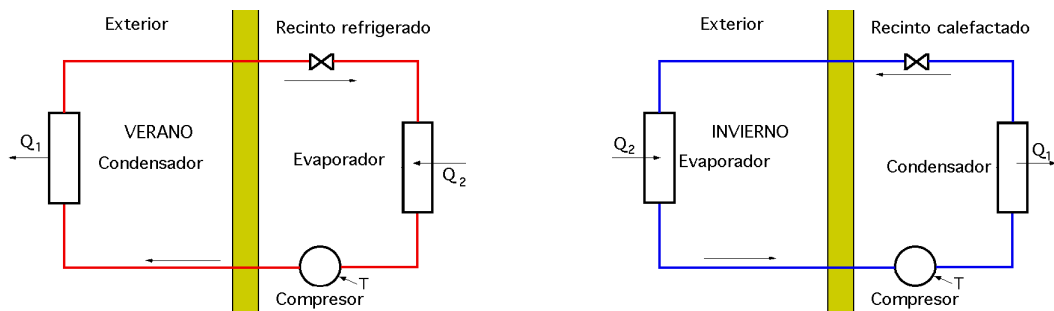 Exterior
Recinto refrigerado
Q1
VERANO
Condensador
Evaporador
Q2
T
Compresor
Exterior
Recinto calefactado
Q2
INVIERNO
Evaporador
Condensador
Q1
T
Compresor